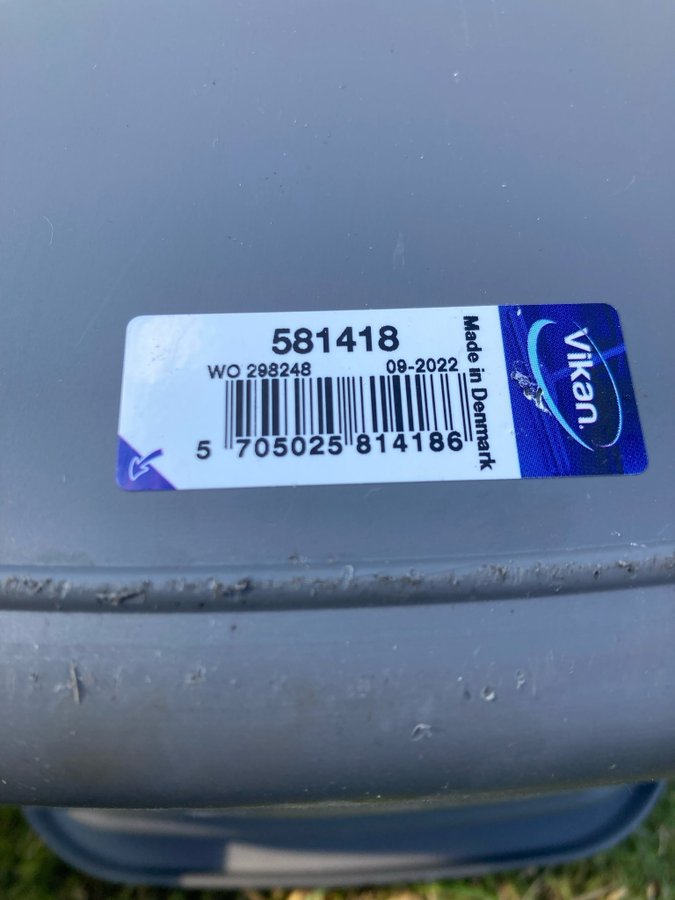 581418
WO 298248 09-2022
5 705025 814186
Made in Denmark
Vikan.